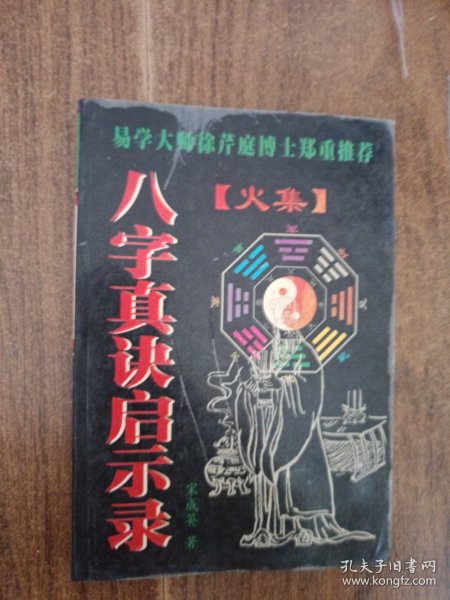 易学大师徐芹庭博士郑重推荐
【火集】
八字真诀启示录
宋成英 著
孔夫子旧书网
www.kongfz.com